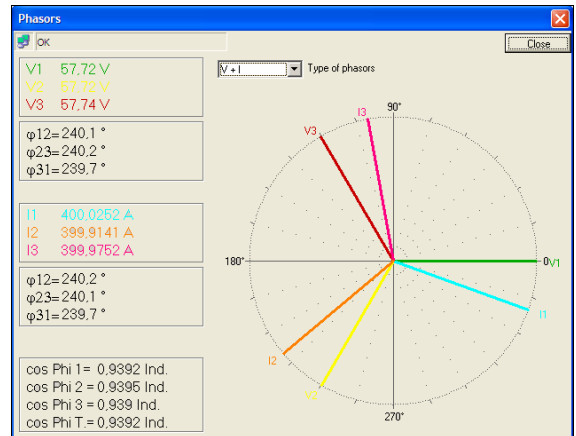 Phasors
OK
Close
V1 57,72 V
V2 57,72 V
V3 57,74 V
V + I
Type of phasors
φ12= 240,1 °
φ23= 240,2 °
φ31= 239,7 °
I1 400,0252 A
I2 399,9141 A
I3 399,9752 A
φ12= 240,2 °
φ23= 240,1 °
φ31= 239,7 °
cos Phi 1= 0,9392 Ind.
cos Phi 2 = 0,9395 Ind.
cos Phi 3 = 0,939 Ind.
cos Phi T.= 0,9392 Ind.
90°
I3
V3
180°
0
V1
I1
I2
V2
270°